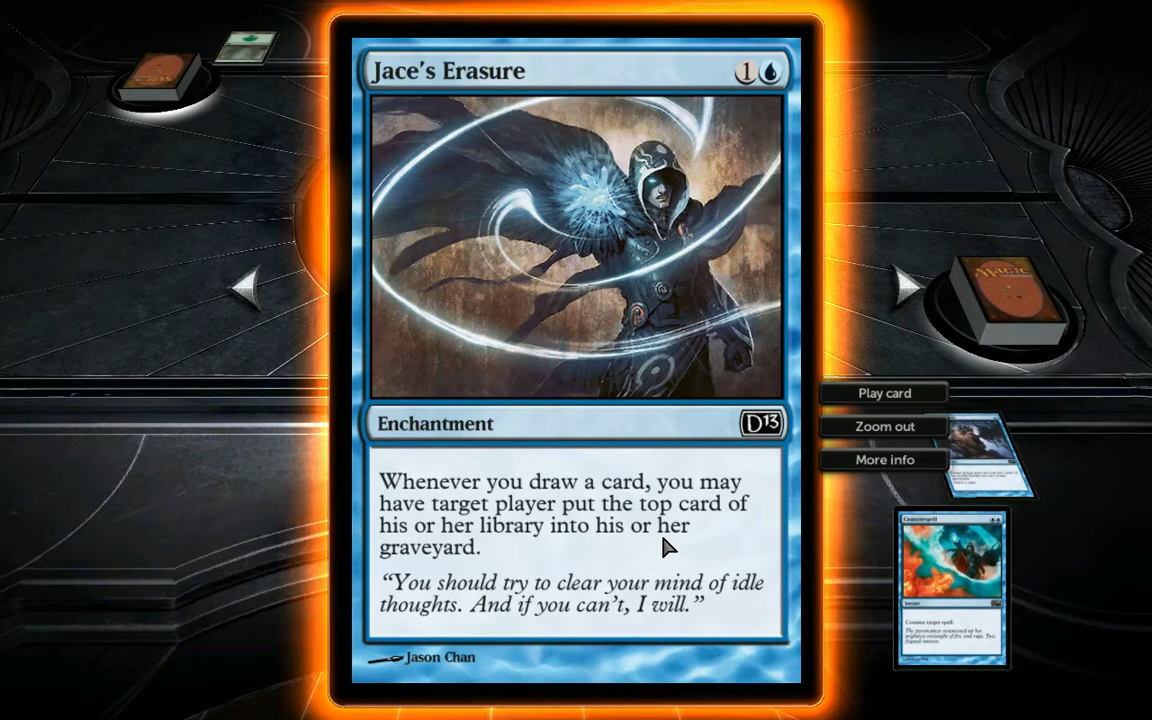 Jace's Erasure
1
Enchantment
D13
Whenever you draw a card, you may
have target player put the top card of
his or her library into his or her
graveyard.
“You should try to clear your mind of idle
thoughts. And if you can't, I will.”
Jason Chan
MAGIC
Play card
Zoom out
More info
Counterspell
Instant
Counter target spell.